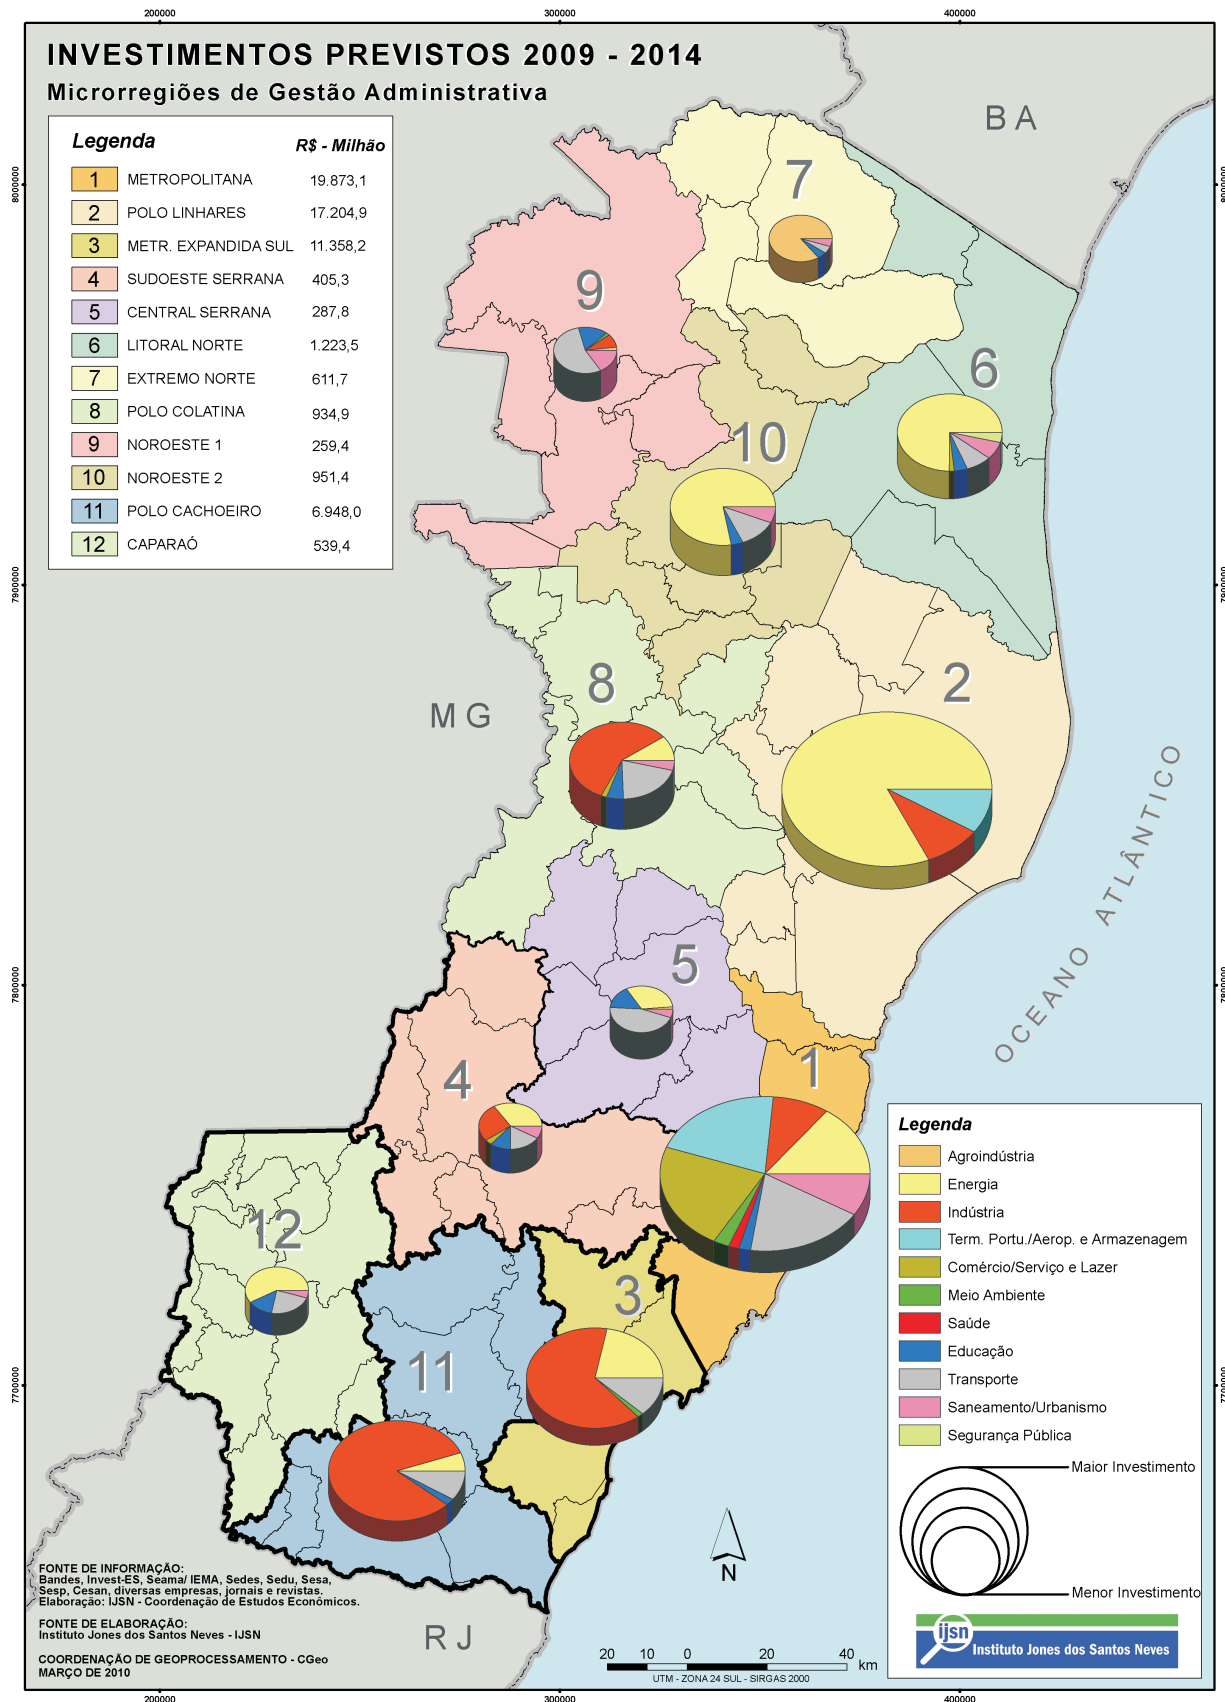 200000
300000
400000
INVESTIMENTOS PREVISTOS 2009 - 2014
Microrregiões de Gestão Administrativa
Legenda R$ - Milhão
1 METROPOLITANA 19.873,1
2 POLO LINHARES 17.204,9
3 METR. EXPANDIDA SUL 11.358,2
4 SUDOESTE SERRANA 405,3
5 CENTRAL SERRANA 287,8
6 LITORAL NORTE 1.223,5
7 EXTREMO NORTE 611,7
8 POLO COLATINA 934,9
9 NOROESTE 1 259,4
10 NOROESTE 2 951,4
11 POLO CACHOEIRO 6.948,0
12 CAPARAÓ 539,4
8000000
8000000
7900000
7900000
7800000
7800000
7700000
7700000
BA
7
9
6
10
8
2
MG
OCEANO ATLÂNTICO
5
1
4
12
3
11
RJ
Legenda
Agroindústria
Energia
Indústria
Term. Portu./Aerop. e Armazenagem
Comércio/Serviço e Lazer
Meio Ambiente
Saúde
Educação
Transporte
Saneamento/Urbanismo
Segurança Pública
Maior Investimento
Menor Investimento
ijsn
Instituto Jones dos Santos Neves
N
20 10 0 20 40 km
UTM - ZONA 24 SUL - SIRGAS 2000
FONTE DE INFORMAÇÃO:
Bandes, Invest-ES, Seama/ IEMA, Sedes, Sedu, Sesa,
Sesp, Cesan, diversas empresas, jornais e revistas.
Elaboração: IJSN - Coordenação de Estudos Econômicos.
FONTE DE ELABORAÇÃO:
Instituto Jones dos Santos Neves - IJSN
COORDENAÇÃO DE GEOPROCESSAMENTO - CGeo
MARÇO DE 2010
200000
300000
400000